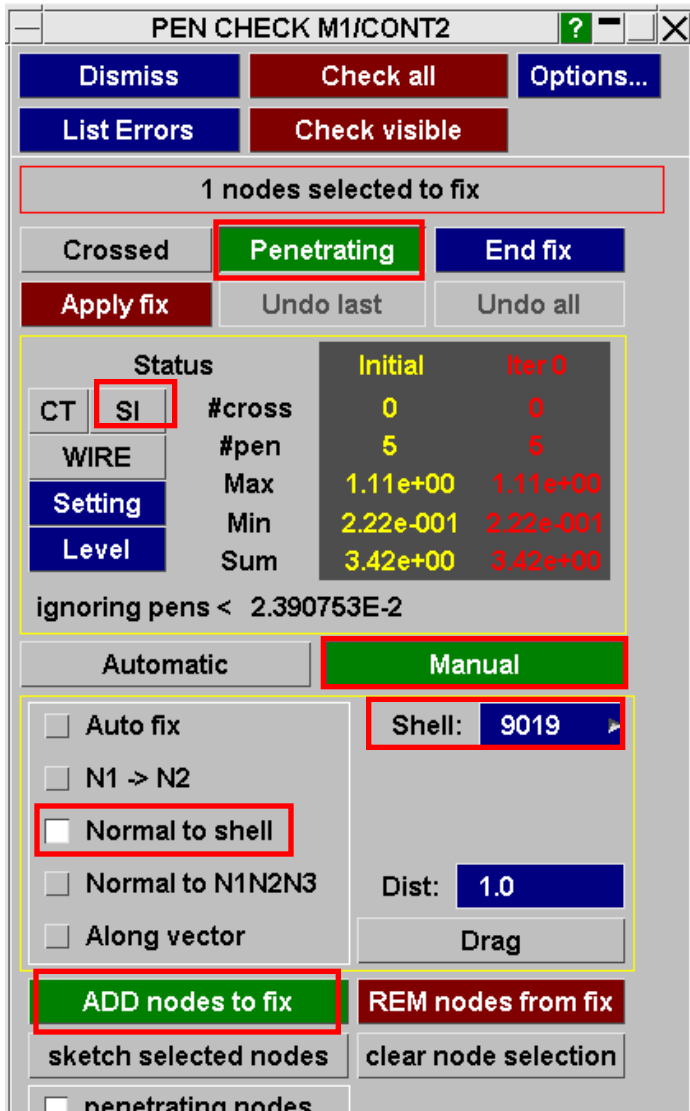 PEN CHECK M1/CONT2 ?
Dismiss Check all Options...
List Errors Check visible
1 nodes selected to fix
Crossed Penetrating End fix
Apply fix Undo last Undo all
Status Initial Iter 0
CT SI #cross 0 0
WIRE #pen 5 5
Setting Max 1.11e+00 1.11e+00
Min 2.22e-001 2.22e-001
Level Sum 3.42e+00 3.42e+00
ignoring pens < 2.390753E-2
Automatic Manual
Auto fix Shell: 9019
N1 -> N2
Normal to shell
Normal to N1N2N3 Dist: 1.0
Along vector Drag
ADD nodes to fix REM nodes from fix
sketch selected nodes clear node selection
penetrating nodes